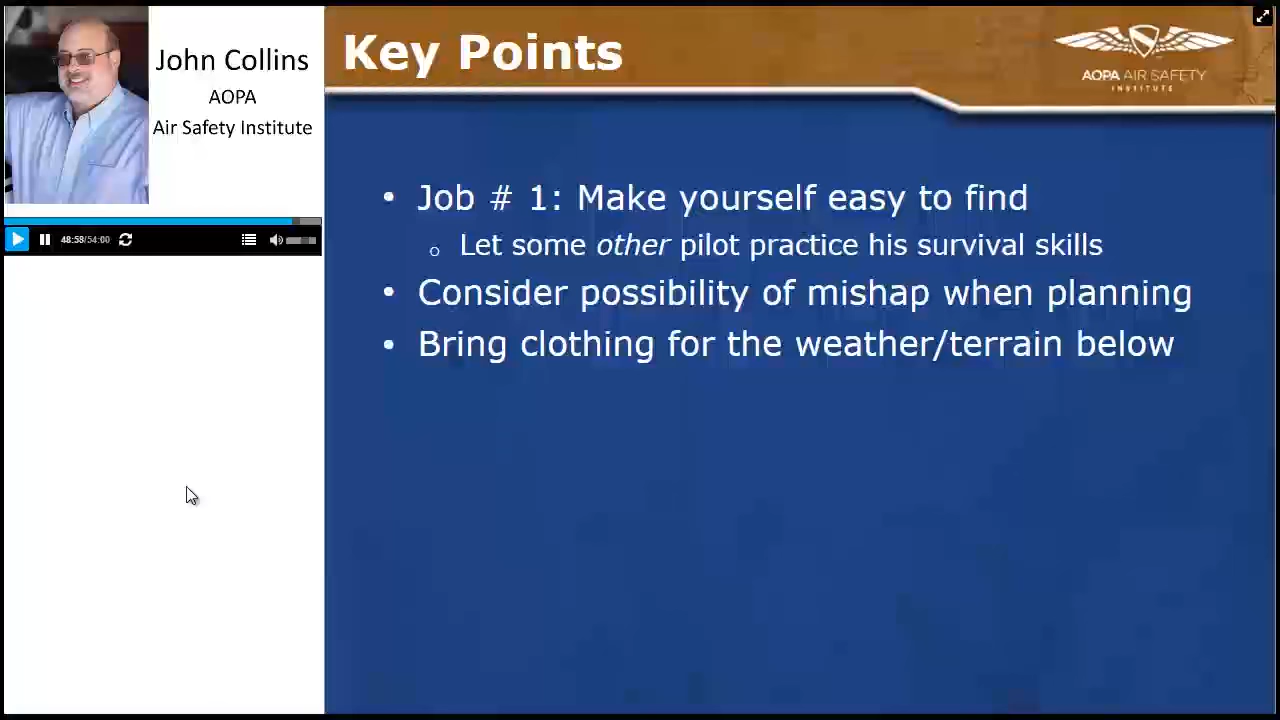 John Collins
AOPA
Air Safety Institute
48:58/54:00
Key Points
AOPA AIR SAFETY
INSTITUTE
• Job # 1: Make yourself easy to find
o Let some other pilot practice his survival skills
• Consider possibility of mishap when planning
• Bring clothing for the weather/terrain below